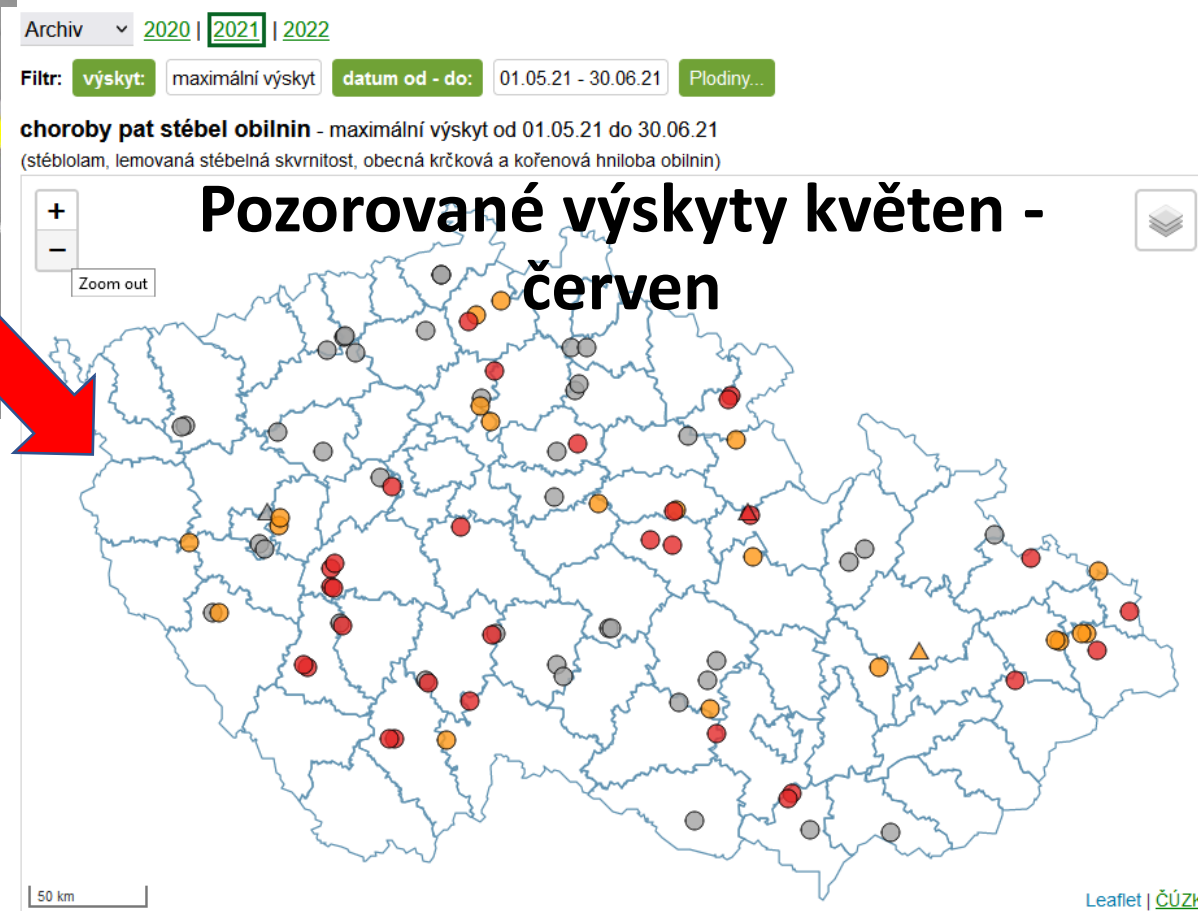 Archiv 2020 | 2021 | 2022
Filtr: výskyt: maximální výskyt datum od - do: 01.05.21 - 30.06.21 Plodiny...
choroby pat stébel obilnin - maximální výskyt od 01.05.21 do 30.06.21
(stéblolam, lemovaná stébelná skvrnitost, obecná krčková a kořenová hniloba obilnin)
Pozorované výskyty květen -
červen
+
−
Zoom out
50 km
Leaflet | ČÚZK